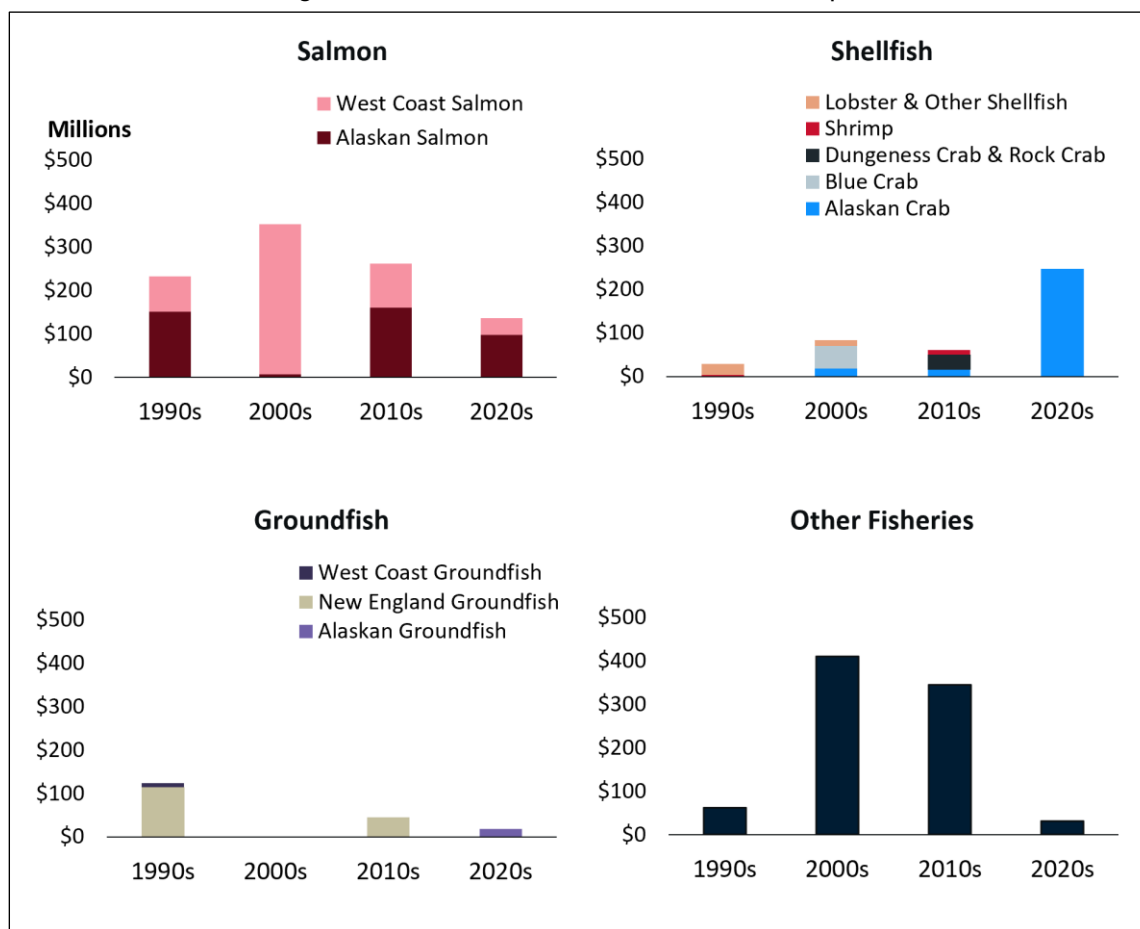 Salmon
West Coast Salmon
Alaskan Salmon
Millions
$500
$400
$300
$200
$100
$0
1990s 2000s 2010s 2020s
Shellfish
Lobster & Other Shellfish
Shrimp
Dungeness Crab & Rock Crab
Blue Crab
Alaskan Crab
$500
$400
$300
$200
$100
$0
1990s 2000s 2010s 2020s
Groundfish
West Coast Groundfish
New England Groundfish
Alaskan Groundfish
$500
$400
$300
$200
$100
$0
1990s 2000s 2010s 2020s
Other Fisheries
$500
$400
$300
$200
$100
$0
1990s 2000s 2010s 2020s